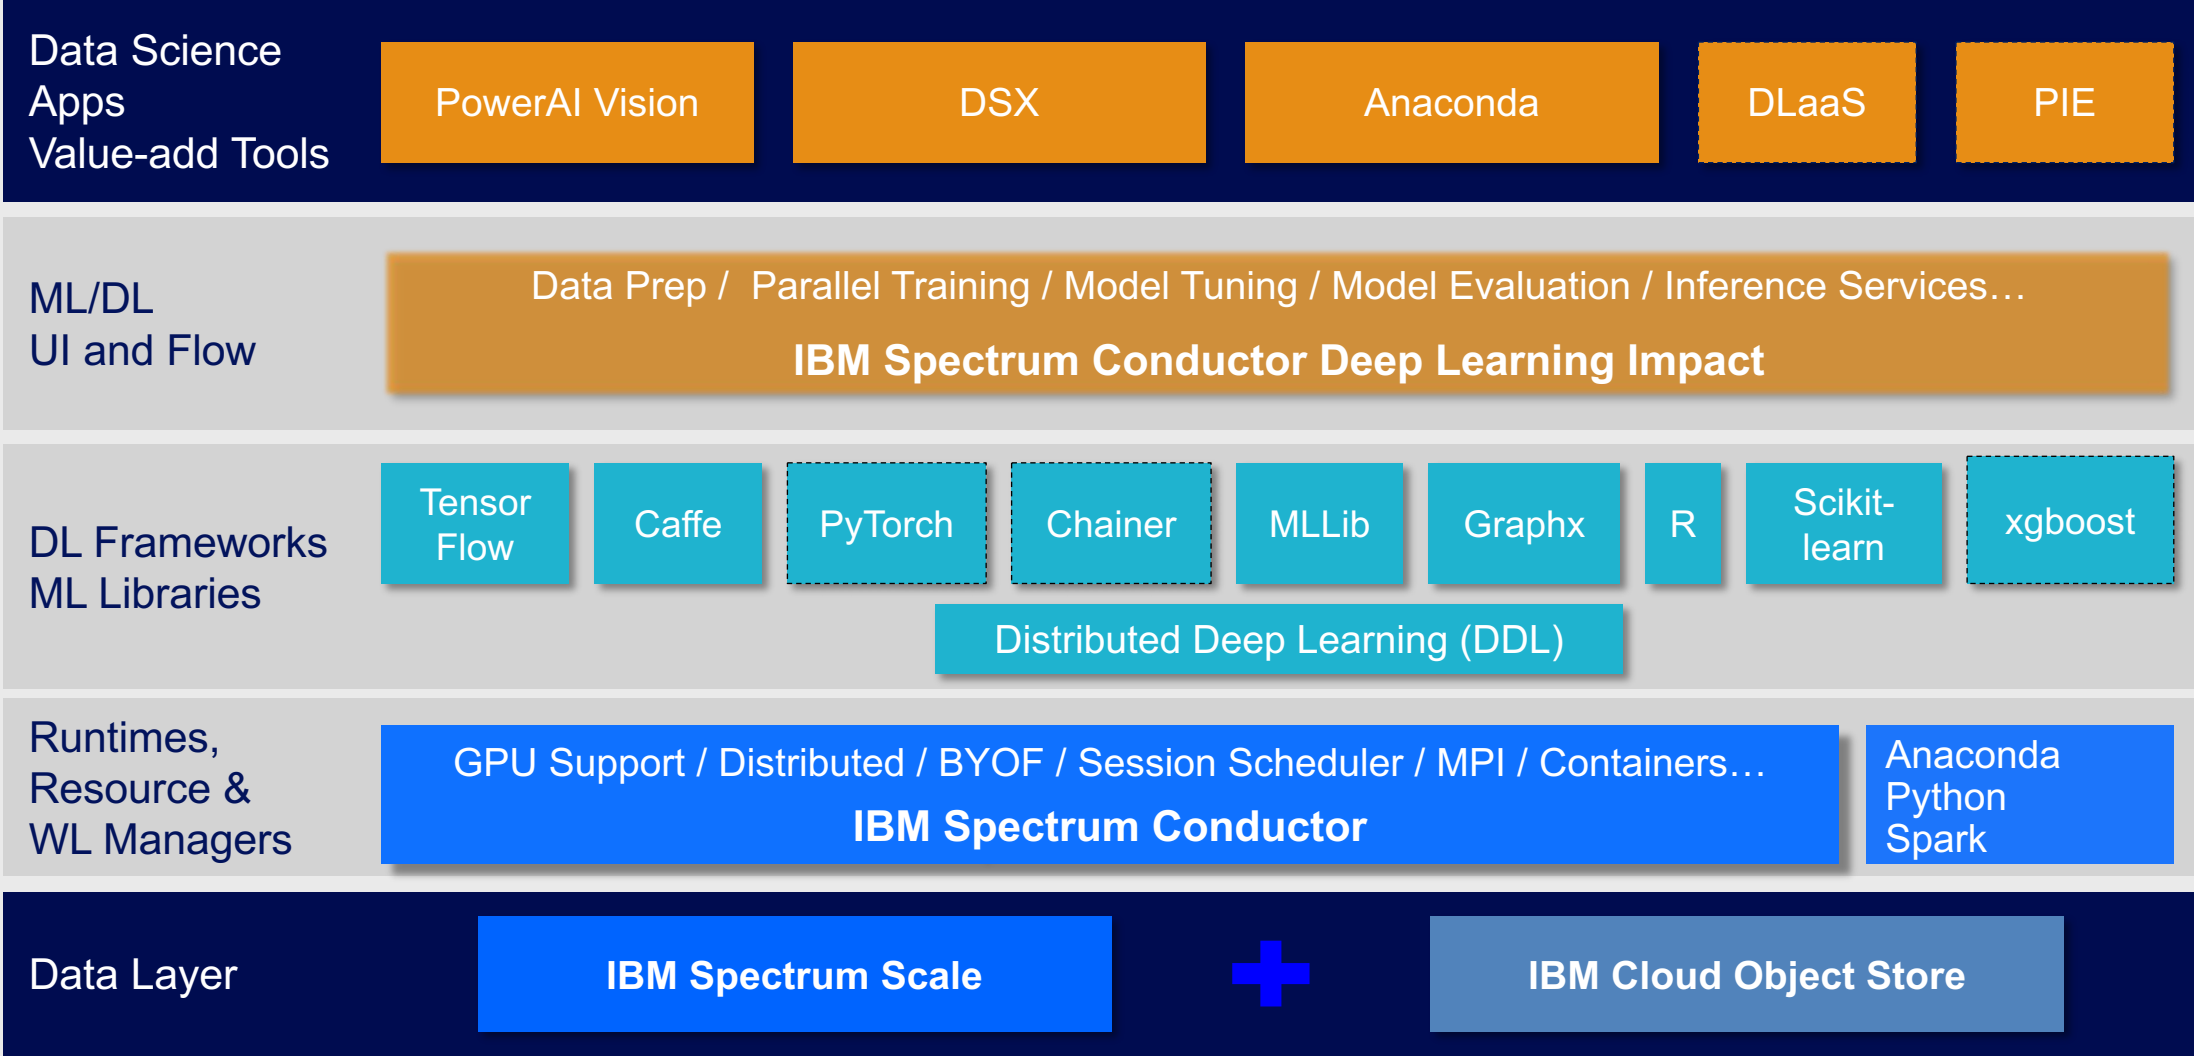 Data Science
Apps
Value-add Tools
PowerAI Vision
DSX
Anaconda
DLaaS
PIE
ML/DL
UI and Flow
Data Prep / Parallel Training / Model Tuning / Model Evaluation / Inference Services…
IBM Spectrum Conductor Deep Learning Impact
DL Frameworks
ML Libraries
Tensor
Flow
Caffe
PyTorch
Chainer
MLLib
Graphx
R
Scikit-
learn
xgboost
Distributed Deep Learning (DDL)
Runtimes,
Resource &
WL Managers
GPU Support / Distributed / BYOF / Session Scheduler / MPI / Containers…
IBM Spectrum Conductor
Anaconda
Python
Spark
Data Layer
IBM Spectrum Scale
IBM Cloud Object Store